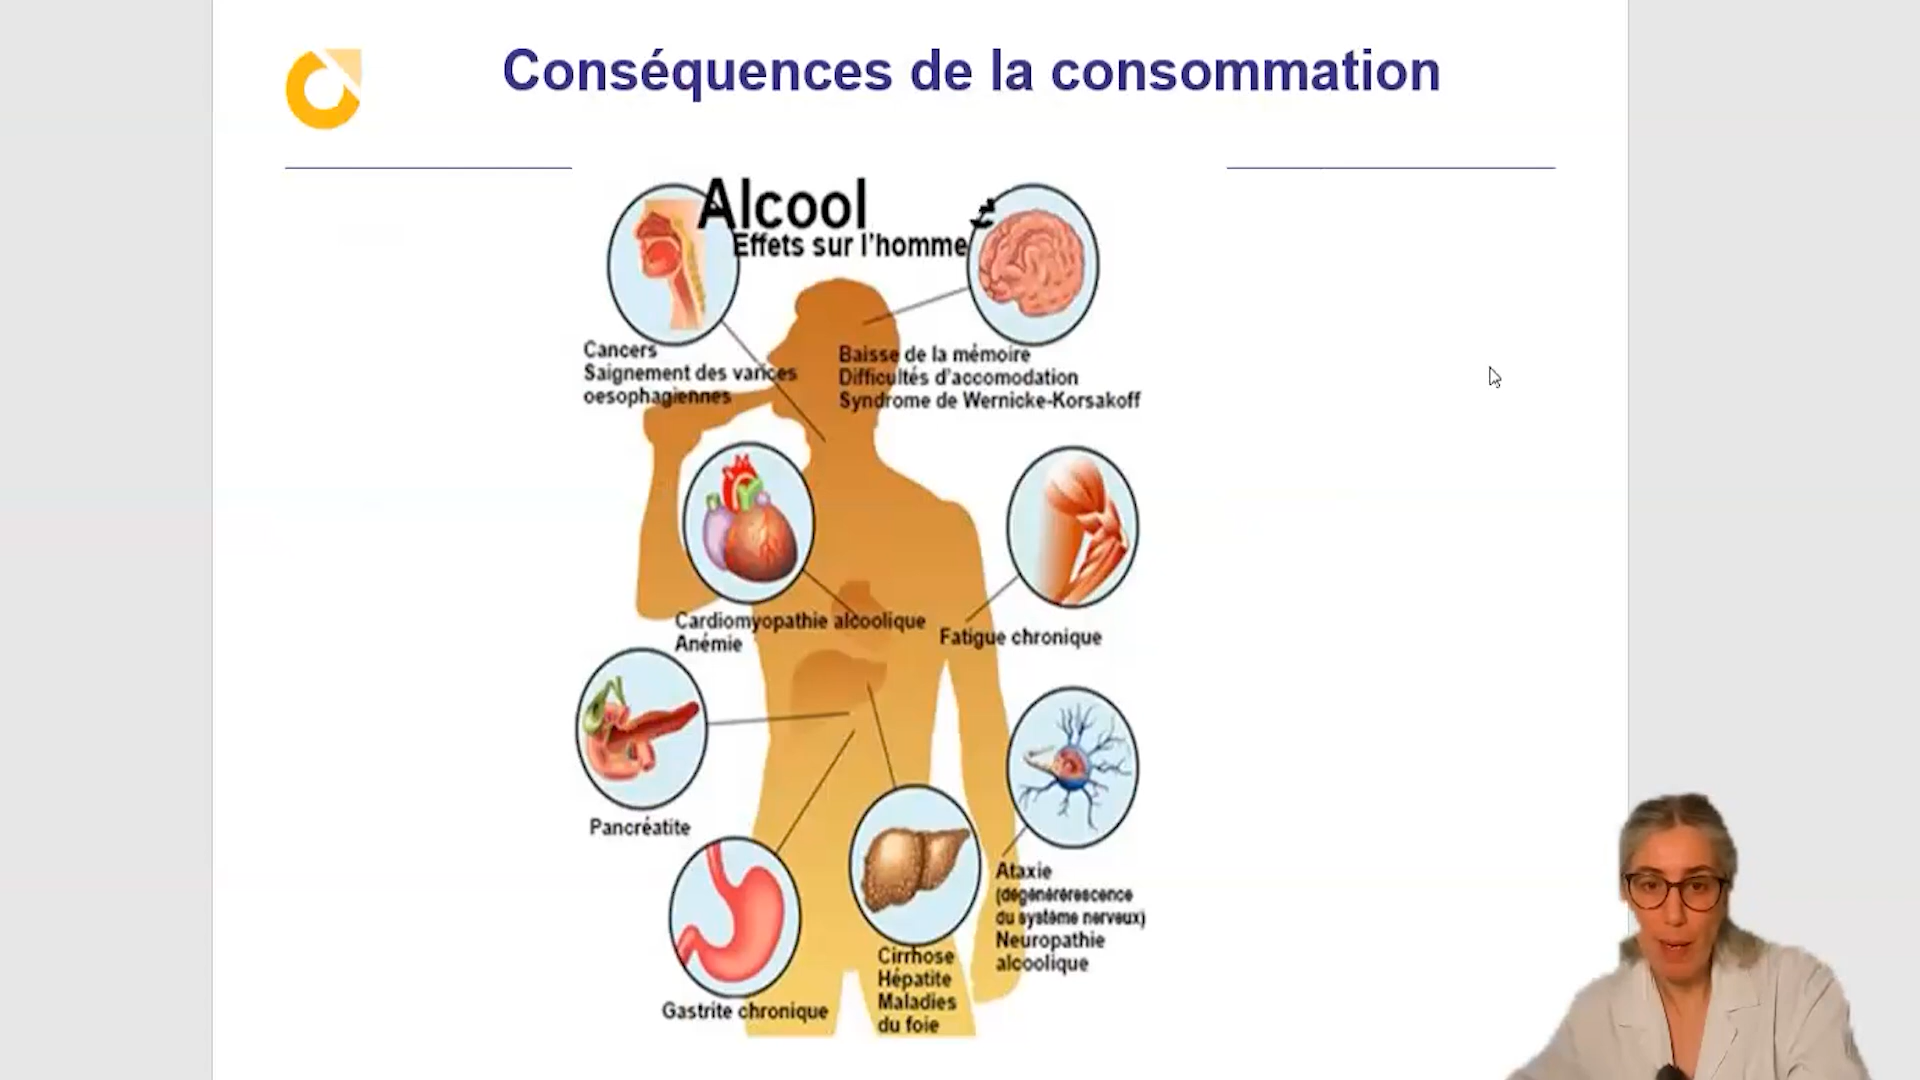 Conséquences de la consommation
Alcool
Effets sur l'homme
Cancers
Saignement des varices
oesophagiennes
Baisse de la mémoire
Difficultés d'accomodation
Syndrome de Wernicke-Korsakoff
Cardiomyopathie alcoolique
Anémie
Fatigue chronique
Pancréatite
Ataxie
(dégénérérescence
du système nerveux)
Neuropathie
alcoolique
Cirrhose
Hépatite
Maladies
du foie
Gastrite chronique